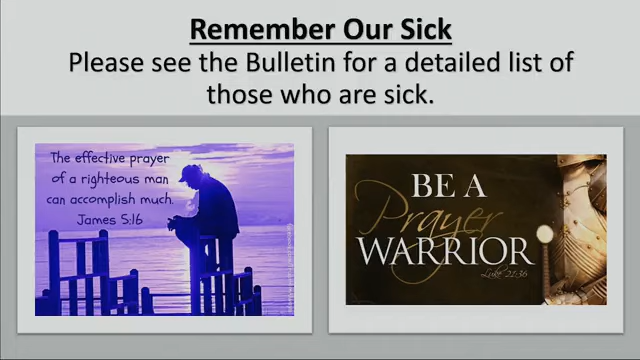 Remember Our Sick
Please see the Bulletin for a detailed list of
those who are sick.
The effective prayer
of a righteous man
can accomplish much.
James 5:16
BE A
Prayer
WARRIOR
Luke 21:36